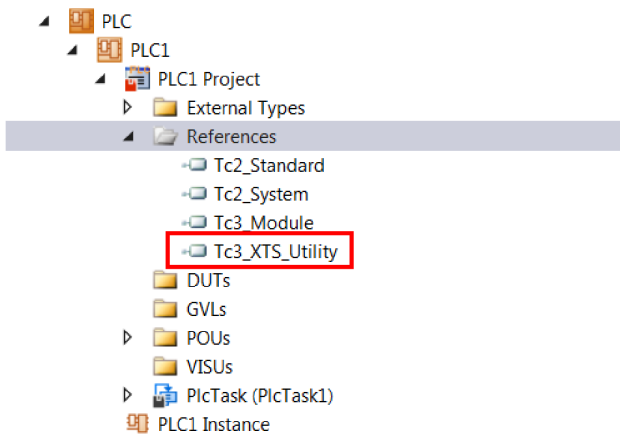 PLC
PLC1
PLC1 Project
External Types
References
Tc2_Standard
Tc2_System
Tc3_Module
Tc3_XTS_Utility
DUTs
GVLs
POUs
VISUs
PlcTask (PlcTask1)
PLC1 Instance